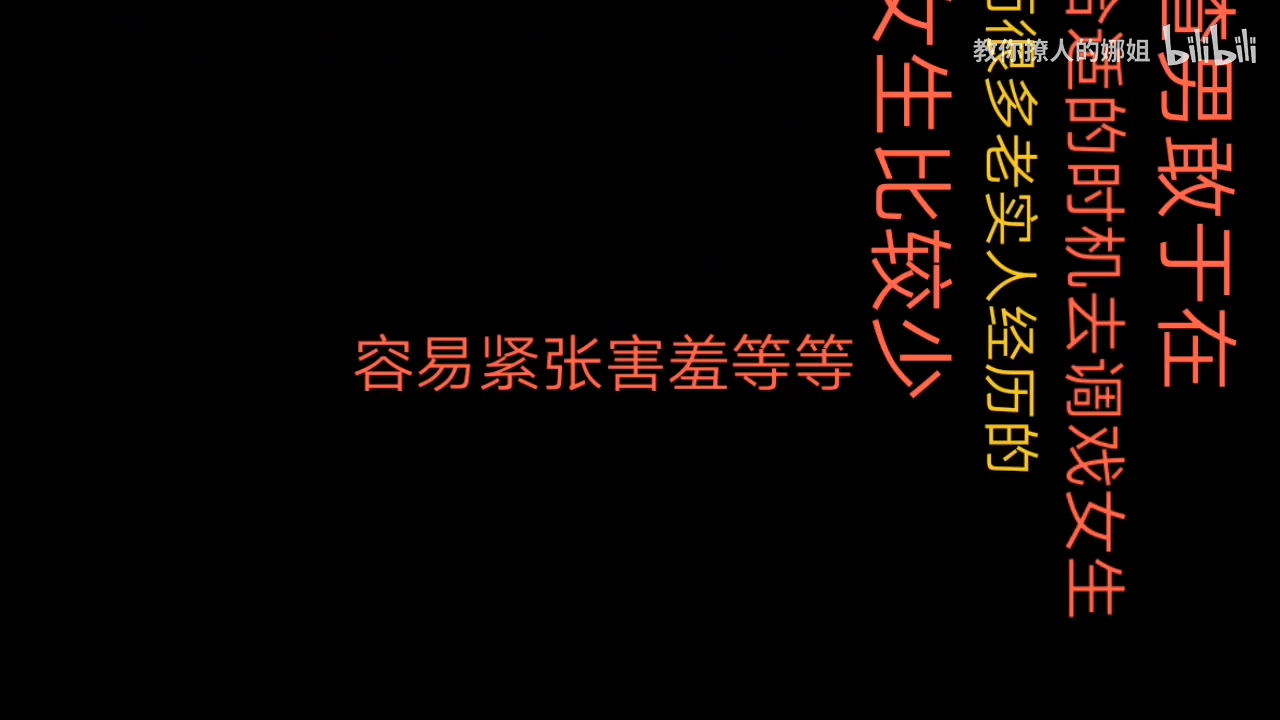 教你撩人的娜姐 bilibili
男敢于在
合适的时机去调戏女生
很多老实人经历的
女生比较少
容易紧张害羞等等